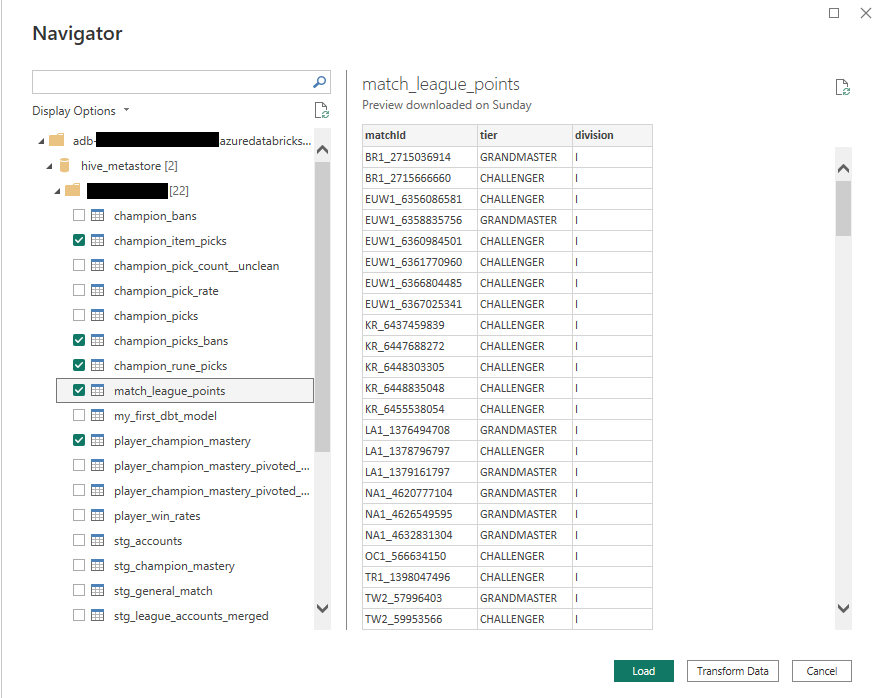 Navigator
Display Options
adb-
azuredatabricks...
hive_metastore [2]
[22]
champion_bans
champion_item_picks
champion_pick_count__unclean
champion_pick_rate
champion_picks
champion_picks_bans
champion_rune_picks
match_league_points
my_first_dbt_model
player_champion_mastery
player_champion_mastery_pivoted_...
player_champion_mastery_pivoted_...
player_win_rates
stg_accounts
stg_champion_mastery
stg_general_match
stg_league_accounts_merged
match_league_points
Preview downloaded on Sunday
matchId tier division
BR1_2715036914 GRANDMASTER I
BR1_2715666660 CHALLENGER I
EUW1_6356086581 CHALLENGER I
EUW1_6358835756 GRANDMASTER I
EUW1_6360984501 CHALLENGER I
EUW1_6361770960 CHALLENGER I
EUW1_6366804485 CHALLENGER I
EUW1_6367025341 CHALLENGER I
KR_6437459839 CHALLENGER I
KR_6447688272 CHALLENGER I
KR_6448303305 CHALLENGER I
KR_6448835048 CHALLENGER I
KR_6455538054 CHALLENGER I
LA1_1376494708 GRANDMASTER I
LA1_1378796797 CHALLENGER I
LA1_1379161797 GRANDMASTER I
NA1_4620777104 GRANDMASTER I
NA1_4626549595 GRANDMASTER I
NA1_4632831304 GRANDMASTER I
OC1_566634150 CHALLENGER I
TR1_1398047496 CHALLENGER I
TW2_57996403 GRANDMASTER I
TW2_59953566 CHALLENGER I
Load
Transform Data
Cancel